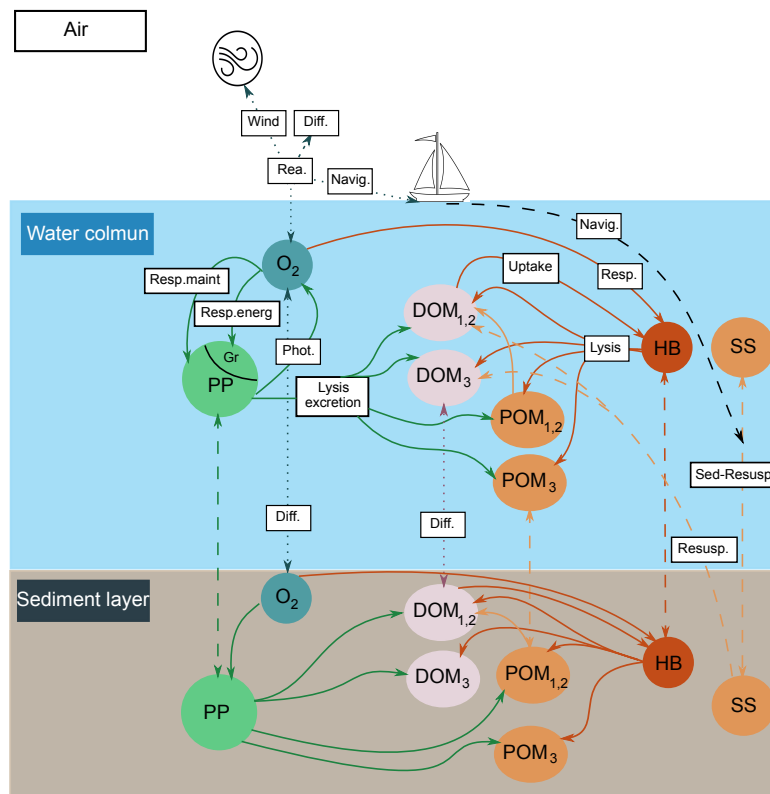 Air
Wind
Diff.
Rea.
Navig.
Water colmun
Navig.
O2
Uptake
Resp.
Resp.maint
DOM1,2
Resp.energ
Phot.
Lysis
HB
SS
Gr
PP
DOM3
Lysis
excretion
POM1,2
POM3
Sed-Resusp
Diff.
Diff.
Resusp.
Sediment layer
O2
DOM1,2
HB
DOM3
POM1,2
PP
SS
POM3